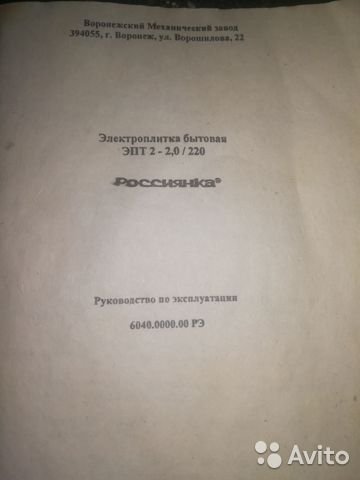 Воронежский Механический завод
394055, г. Воронеж, ул. Ворошилова, 22
Электроплитка бытовая
ЭПТ 2 - 2,0 / 220
Россиянка®
Руководство по эксплуатации
6040.0000.00 РЭ
Avito